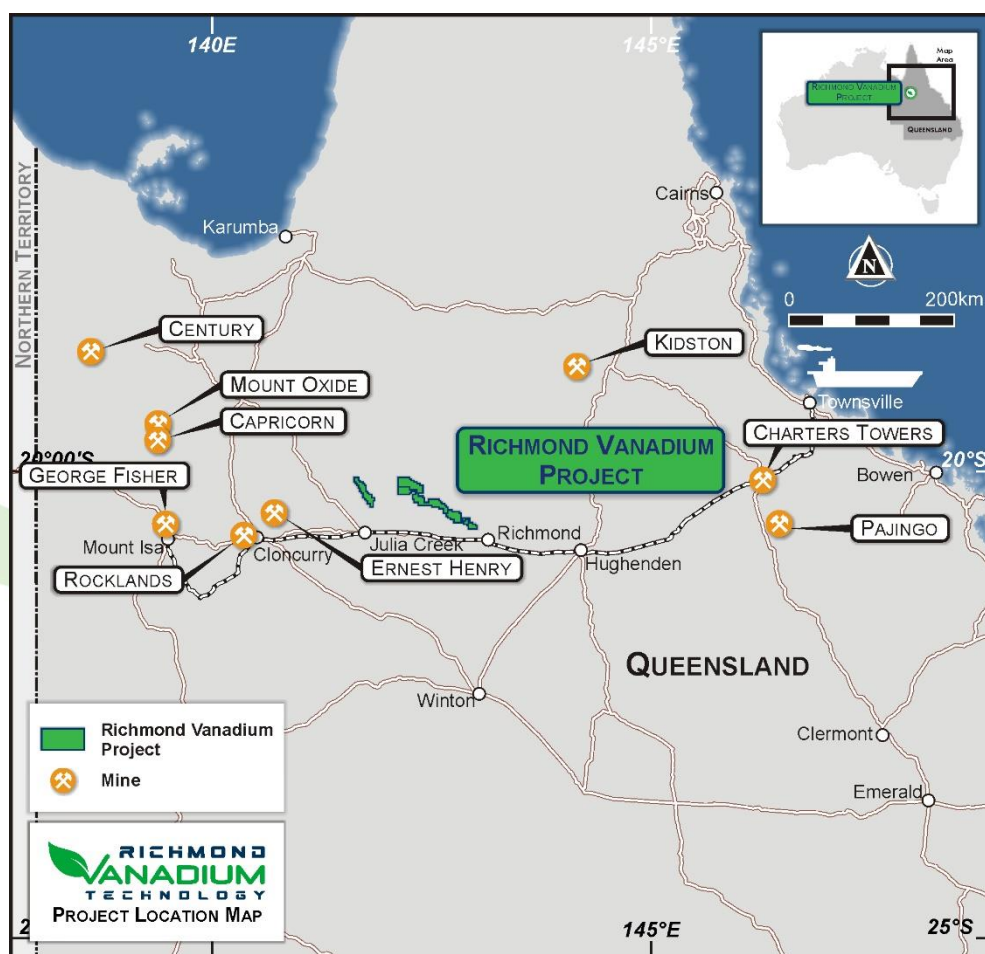 140E
145°E
Map
Area
RICHMOND VANADIUM
PROJECT
QUEENSLAND
NORTHERN TERRITORY
Cairns
Karumba
N
0
200km
CENTURY
KIDSTON
MOUNT OXIDE
Townsville
CAPRICORN
RICHMOND VANADIUM
PROJECT
CHARTERS TOWERS
20°00'S
20°S
GEORGE FISHER
Bowen
Mount Isa
Cloncurry
Julia Creek
Richmond
PAJINGO
ROCKLANDS
ERNEST HENRY
Hughenden
QUEENSLAND
Winton
Richmond Vanadium
Project
Mine
Clermont
Emerald
RICHMOND
VANADIUM
TECHNOLOGY
PROJECT LOCATION MAP
145°E
25°S